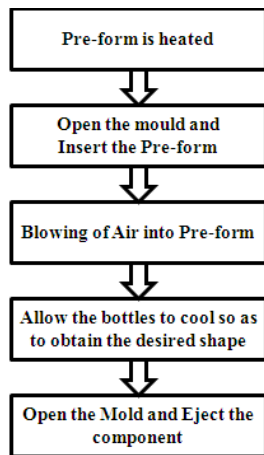 Pre-form is heated
Open the mould and
Insert the Pre-form
Blowing of Air into Pre-form
Allow the bottles to cool so as
to obtain the desired shape
Open the Mold and Eject the
component